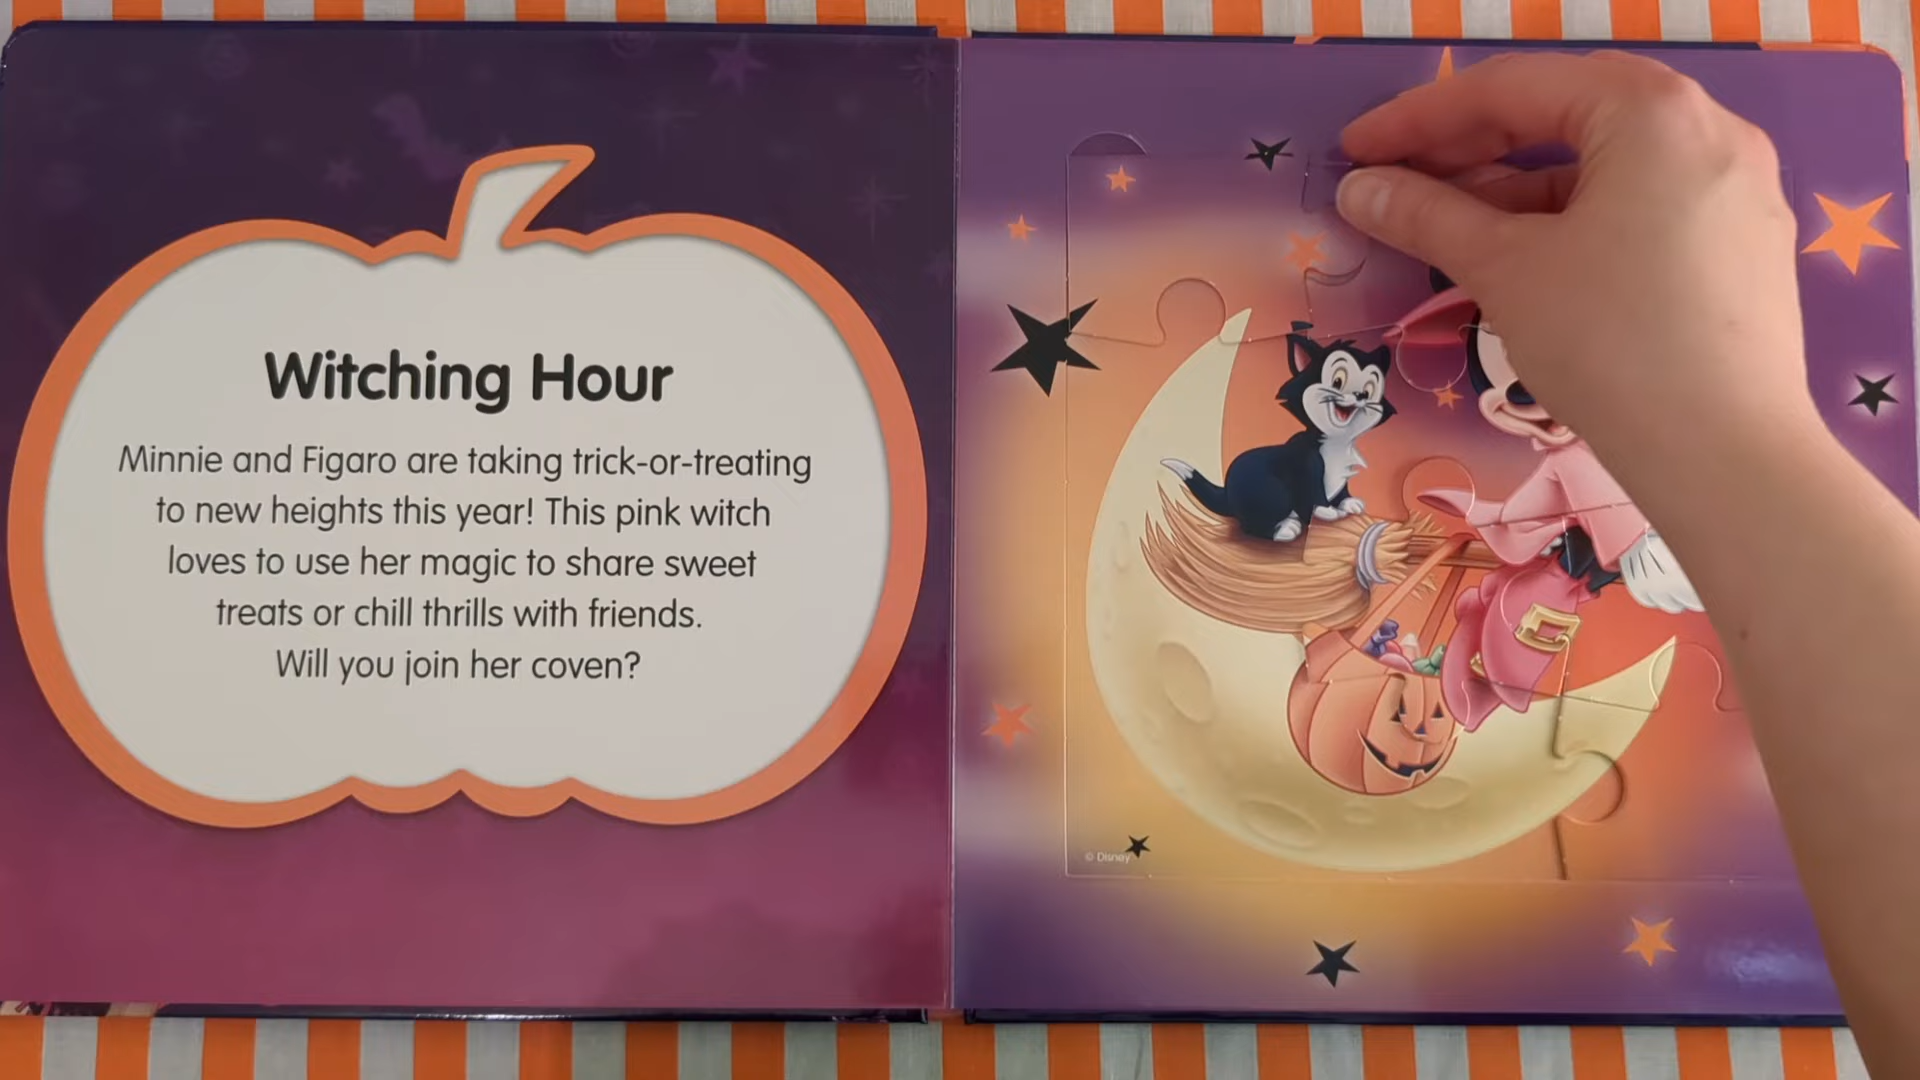 Witching Hour
Minnie and Figaro are taking trick-or-treating
to new heights this year! This pink witch
loves to use her magic to share sweet
treats or chill thrills with friends.
Will you join her coven?
© Disney